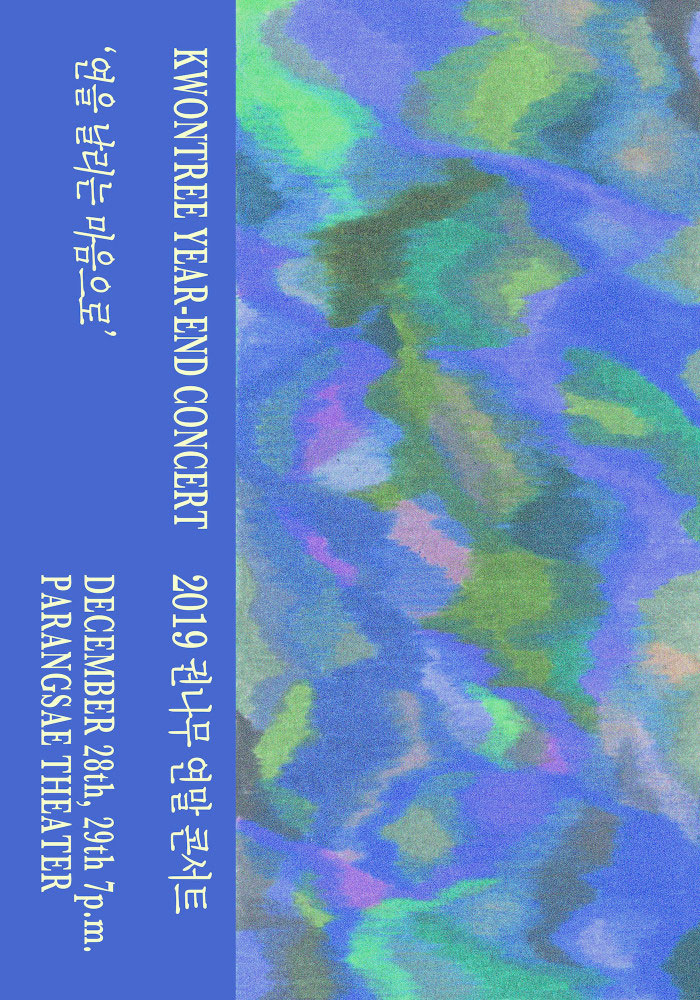 KWONTREE YEAR-END CONCERT
2019 권나무 연말 콘서트
‘연을 날리는 마음으로’
DECEMBER 28th, 29th 7p.m.
PARANGSAE THEATER